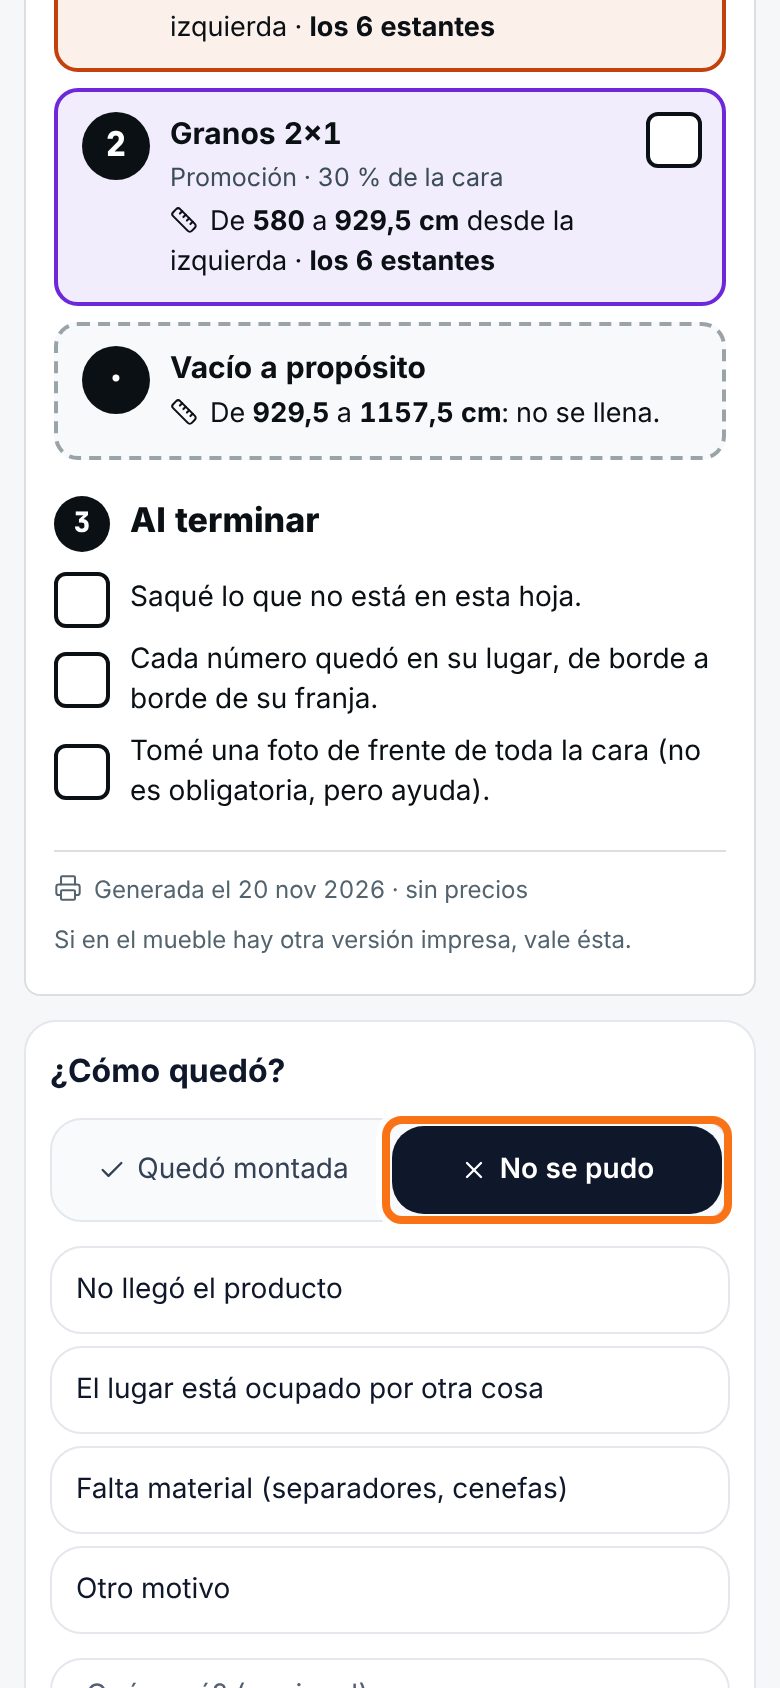 izquierda · los 6 estantes
2
Granos 2×1
Promoción · 30 % de la cara
De 580 a 929,5 cm desde la
izquierda · los 6 estantes
·
Vacío a propósito
De 929,5 a 1157,5 cm: no se llena.
3
Al terminar
Saqué lo que no está en esta hoja.
Cada número quedó en su lugar, de borde a
borde de su franja.
Tomé una foto de frente de toda la cara (no
es obligatoria, pero ayuda).
Generada el 20 nov 2026 · sin precios
Si en el mueble hay otra versión impresa, vale ésta.
¿Cómo quedó?
Quedó montada
No se pudo
No llegó el producto
El lugar está ocupado por otra cosa
Falta material (separadores, cenefas)
Otro motivo